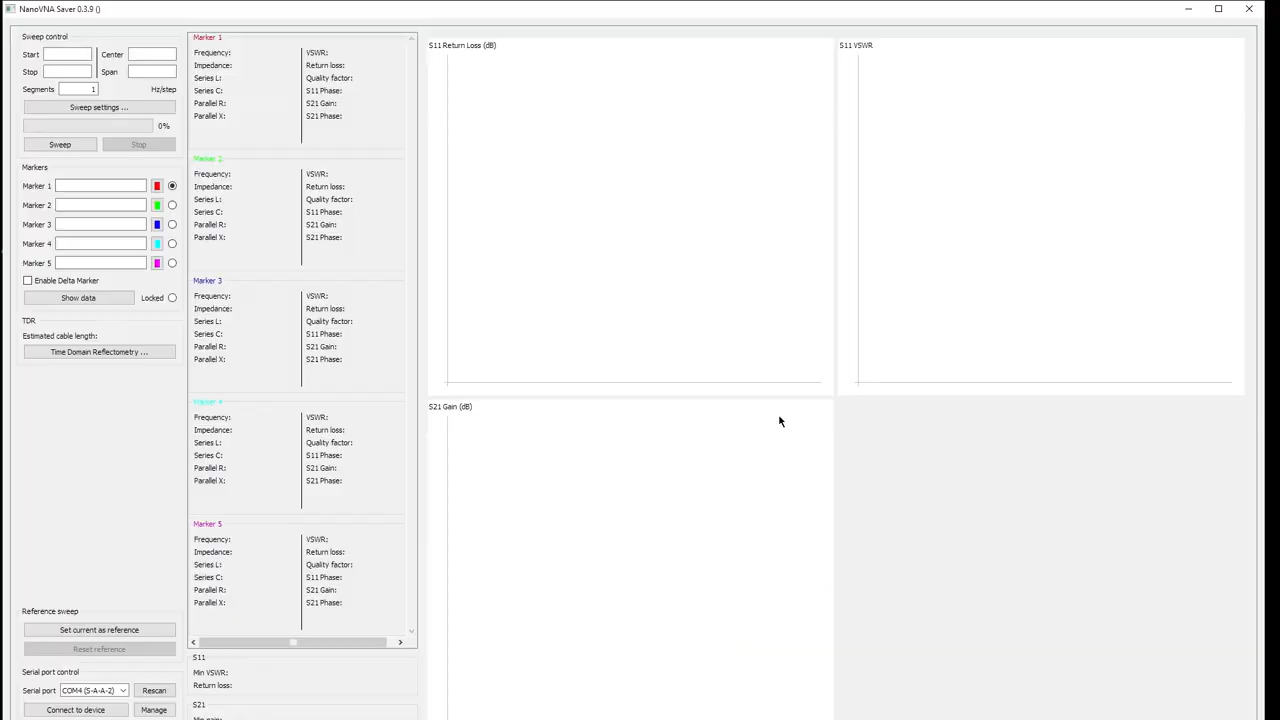 NanoVNA Saver 0.3.9 ()
Sweep control
Start Center
Stop Span
Segments 1 Hz/step
Sweep settings ...
0%
Sweep Stop
Markers
Marker 1
Marker 2
Marker 3
Marker 4
Marker 5
Enable Delta Marker
Show data Locked
TDR
Estimated cable length:
Time Domain Reflectometry ...
Reference sweep
Set current as reference
Reset reference
Serial port control
Serial port COM4 (S-A-A-2) Rescan
Connect to device Manage
Marker 1
Frequency: VSWR:
Impedance: Return loss:
Series L: Quality factor:
Series C: S11 Phase:
Parallel R: S21 Gain:
Parallel X: S21 Phase:
Marker 2
Frequency: VSWR:
Impedance: Return loss:
Series L: Quality factor:
Series C: S11 Phase:
Parallel R: S21 Gain:
Parallel X: S21 Phase:
Marker 3
Frequency: VSWR:
Impedance: Return loss:
Series L: Quality factor:
Series C: S11 Phase:
Parallel R: S21 Gain:
Parallel X: S21 Phase:
Marker 4
Frequency: VSWR:
Impedance: Return loss:
Series L: Quality factor:
Series C: S11 Phase:
Parallel R: S21 Gain:
Parallel X: S21 Phase:
Marker 5
Frequency: VSWR:
Impedance: Return loss:
Series L: Quality factor:
Series C: S11 Phase:
Parallel R: S21 Gain:
Parallel X: S21 Phase:
S11
Min VSWR:
Return loss:
S21
Min gain:
S11 Return Loss (dB)
S11 VSWR
S21 Gain (dB)